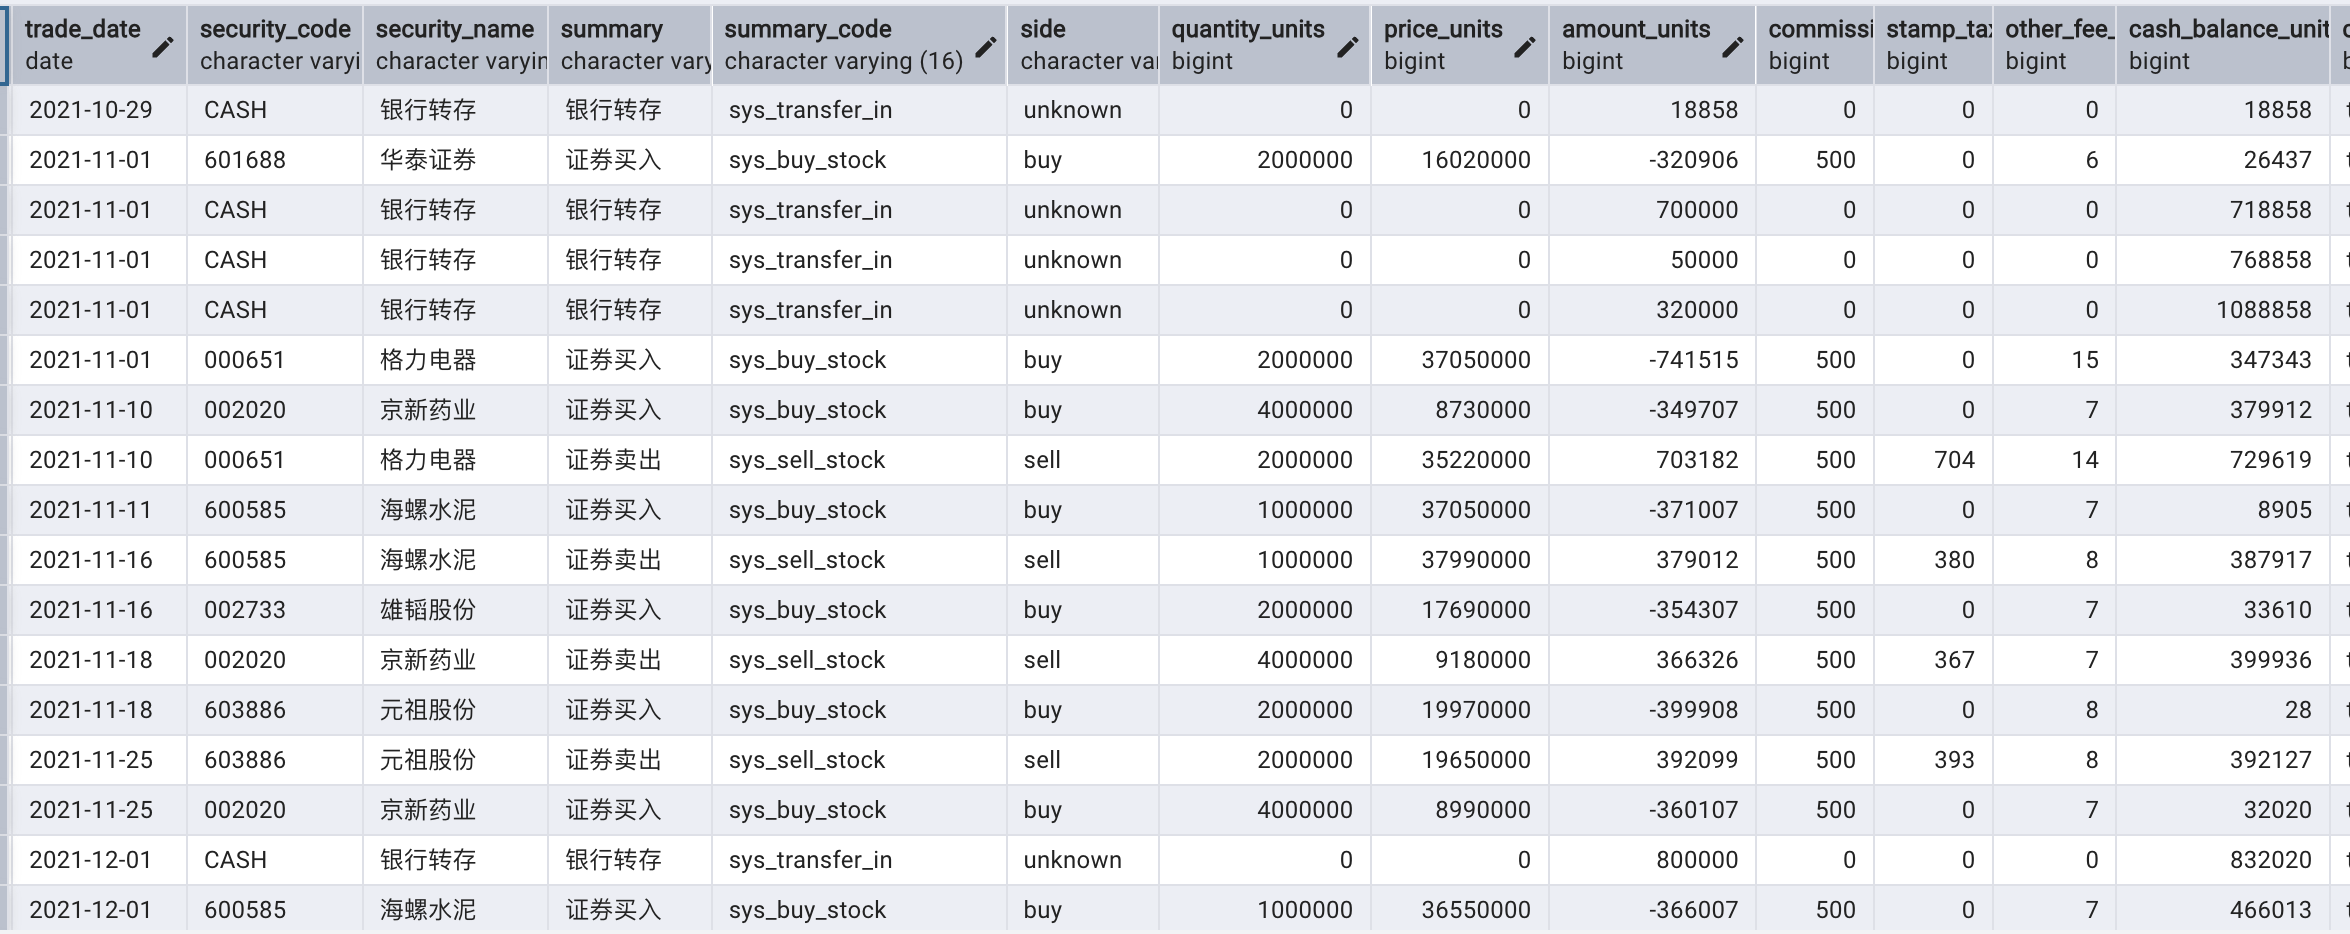 trade_date security_code security_name summary summary_code side quantity_units price_units amount_units commissi stamp_ta other_fee_ cash_balance_unit
date character varyi character varyin character vary character varying (16) character va bigint bigint bigint bigint bigint bigint bigint
2021-10-29 CASH 银行转存 银行转存 sys_transfer_in unknown 0 0 18858 0 0 0 18858
2021-11-01 601688 华泰证券 证券买入 sys_buy_stock buy 2000000 16020000 -320906 500 0 6 26437
2021-11-01 CASH 银行转存 银行转存 sys_transfer_in unknown 0 0 700000 0 0 0 718858
2021-11-01 CASH 银行转存 银行转存 sys_transfer_in unknown 0 0 50000 0 0 0 768858
2021-11-01 CASH 银行转存 银行转存 sys_transfer_in unknown 0 0 320000 0 0 0 1088858
2021-11-01 000651 格力电器 证券买入 sys_buy_stock buy 2000000 37050000 -741515 500 0 15 347343
2021-11-10 002020 京新药业 证券买入 sys_buy_stock buy 4000000 8730000 -349707 500 0 7 379912
2021-11-10 000651 格力电器 证券卖出 sys_sell_stock sell 2000000 35220000 703182 500 704 14 729619
2021-11-11 600585 海螺水泥 证券买入 sys_buy_stock buy 1000000 37050000 -371007 500 0 7 8905
2021-11-16 600585 海螺水泥 证券卖出 sys_sell_stock sell 1000000 37990000 379012 500 380 8 387917
2021-11-16 002733 雄韬股份 证券买入 sys_buy_stock buy 2000000 17690000 -354307 500 0 7 33610
2021-11-18 002020 京新药业 证券卖出 sys_sell_stock sell 4000000 9180000 366326 500 367 7 399936
2021-11-18 603886 元祖股份 证券买入 sys_buy_stock buy 2000000 19970000 -399908 500 0 8 28
2021-11-25 603886 元祖股份 证券卖出 sys_sell_stock sell 2000000 19650000 392099 500 393 8 392127
2021-11-25 002020 京新药业 证券买入 sys_buy_stock buy 4000000 8990000 -360107 500 0 7 32020
2021-12-01 CASH 银行转存 银行转存 sys_transfer_in unknown 0 0 800000 0 0 0 832020
2021-12-01 600585 海螺水泥 证券买入 sys_buy_stock buy 1000000 36550000 -366007 500 0 7 466013